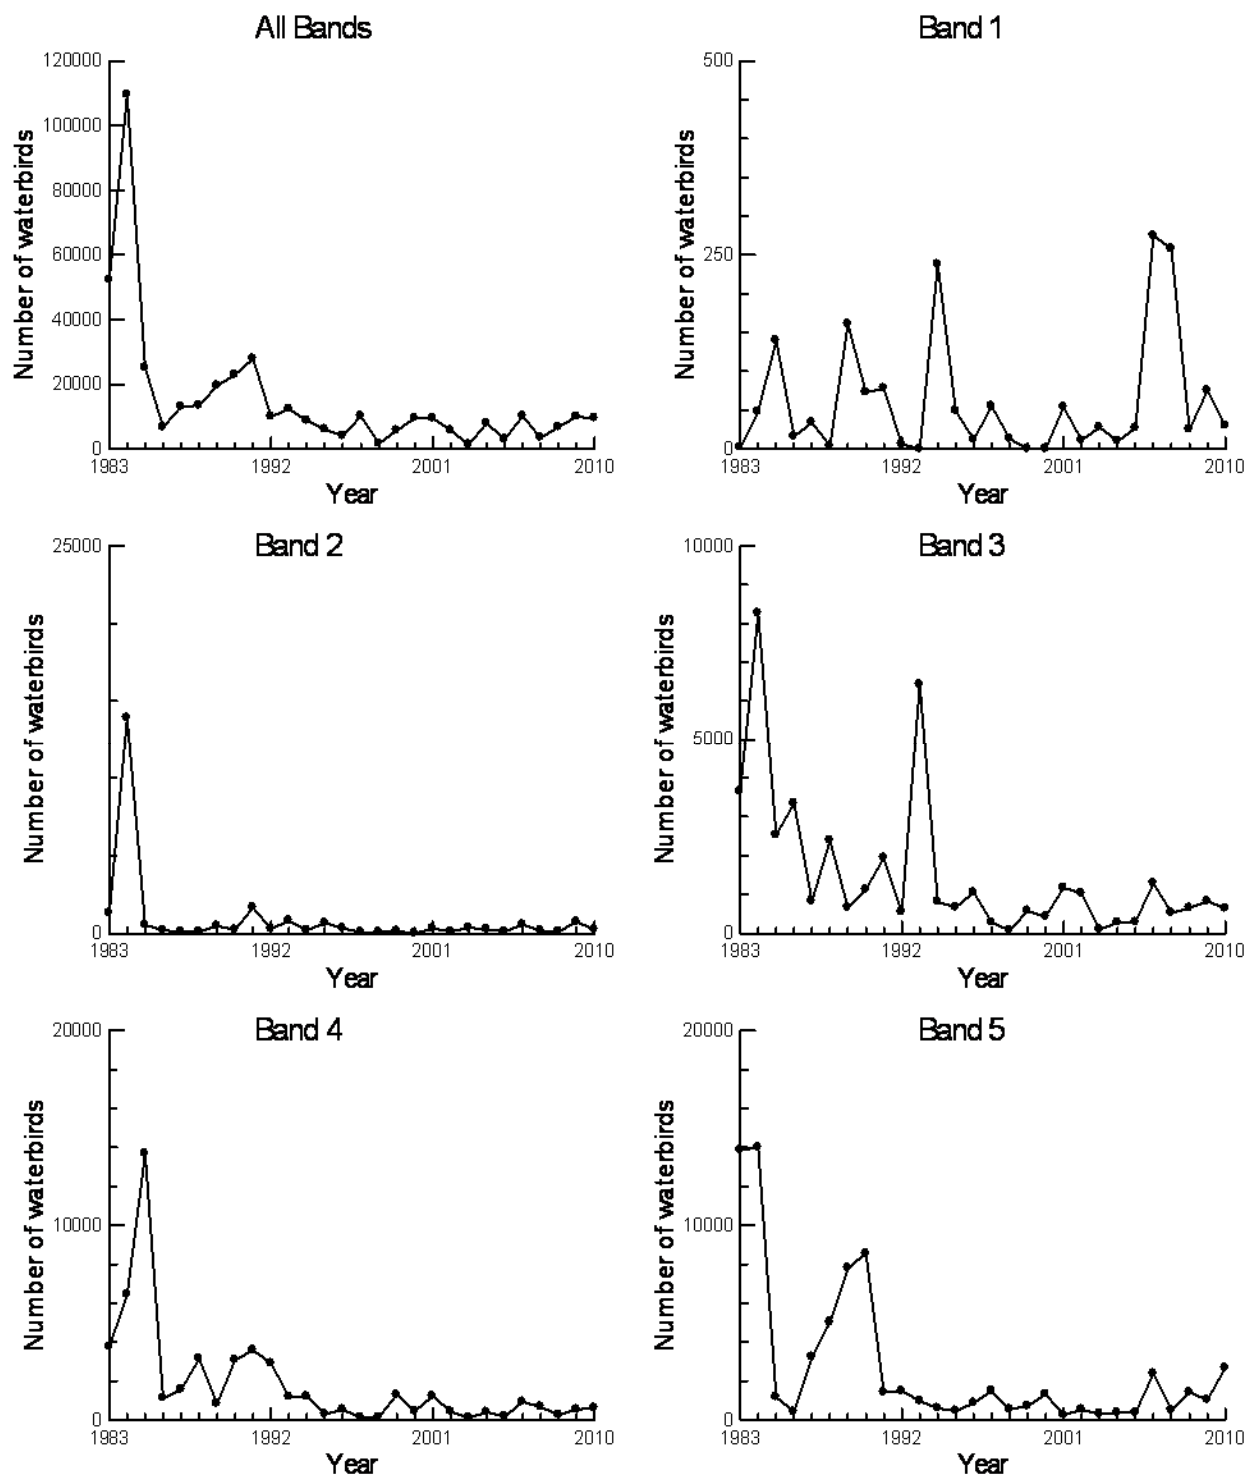 All Bands
120000
100000
80000
60000
40000
20000
0
Number of waterbirds
1983 1992 2001 2010
Year
Band 1
500
250
0
Number of waterbirds
1983 1992 2001 2010
Year
Band 2
25000
0
Number of waterbirds
1983 1992 2001 2010
Year
Band 3
10000
5000
0
Number of waterbirds
1983 1992 2001 2010
Year
Band 4
20000
10000
0
Number of waterbirds
1983 1992 2001 2010
Year
Band 5
20000
10000
0
Number of waterbirds
1983 1992 2001 2010
Year